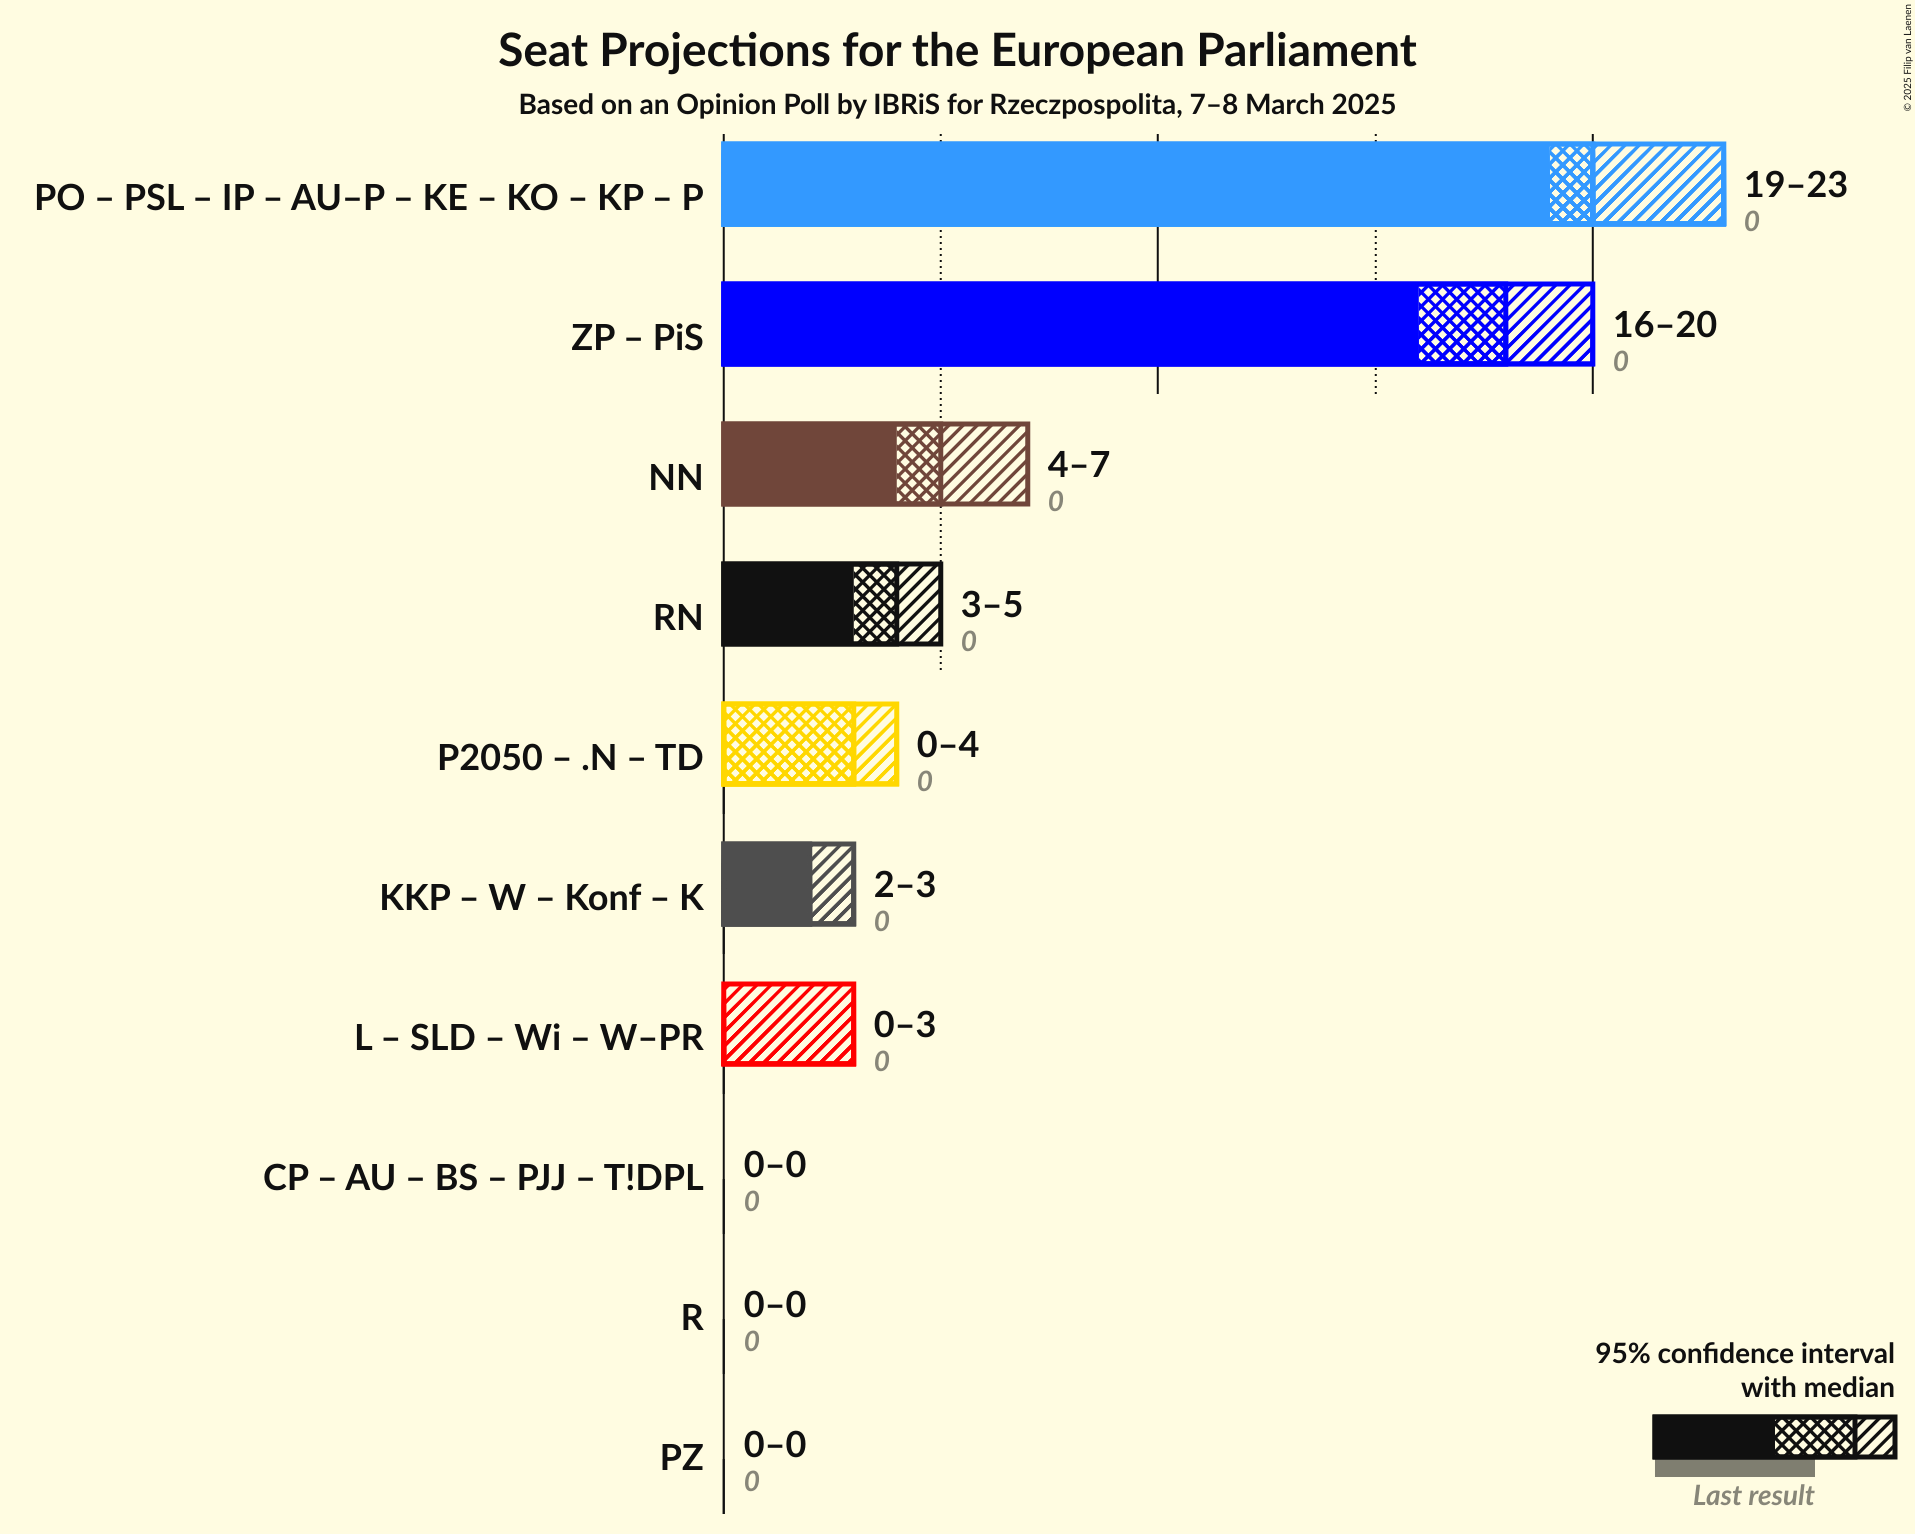 Seat Projections for the European Parliament
Based on an Opinion Poll by IBRiS for Rzeczpospolita, 7–8 March 2025
© 2025 Filip van Laenen
PO – PSL – IP – AU–P – KE – KO – KP – P
19–23
0
ZP – PiS
16–20
0
NN
4–7
0
RN
3–5
0
P2050 – .N – TD
0–4
0
KKP – W – Konf – K
2–3
0
L – SLD – Wi – W–PR
0–3
0
CP – AU – BS – PJJ – T!DPL
0–0
0
R
0–0
0
PZ
0–0
0
95% confidence interval
with median
Last result